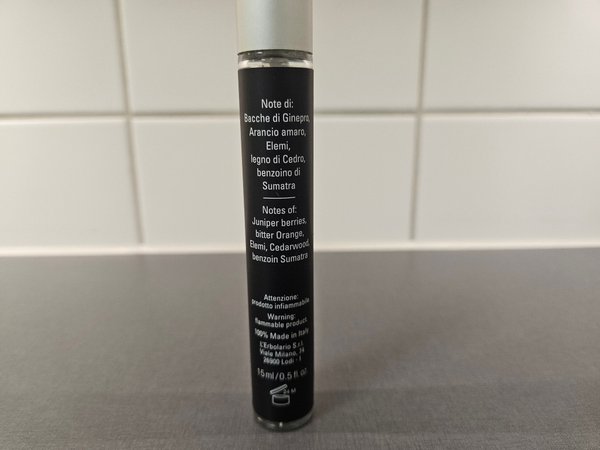 Note di:
Bacche di Ginepro,
Arancio amaro,
Elemi,
legno di Cedro,
benzoino di
Sumatra
Notes of:
Juniper berries,
bitter Orange,
Elemi, Cedarwood,
benzoin Sumatra
Attenzione:
prodotto infiammabile
Warning:
flammable product
100% Made in Italy
L'Erbolario S.r.l.
Viale Milano, 74
26900 Lodi - I
15 ml / 0.5 fl. oz.
24 M